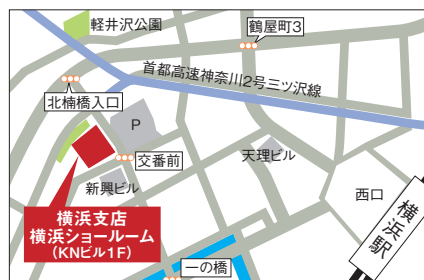 軽井沢公園
鶴屋町3
首都高速神奈川2号三ツ沢線
北楠橋入口
P
交番前
天理ビル
新興ビル
西口
横浜駅
横浜支店
横浜ショールーム
(KNビル1F)
一の橋